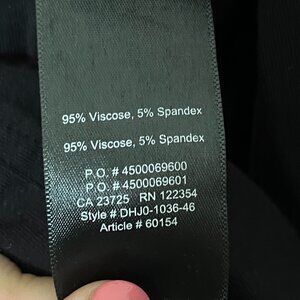 95% Viscose, 5% Spandex
95% Viscose, 5% Spandex
P.O. # 4500069600
P.O. # 4500069601
CA 23725 RN 122354
Style # DHJ0-1036-46
Article # 60154